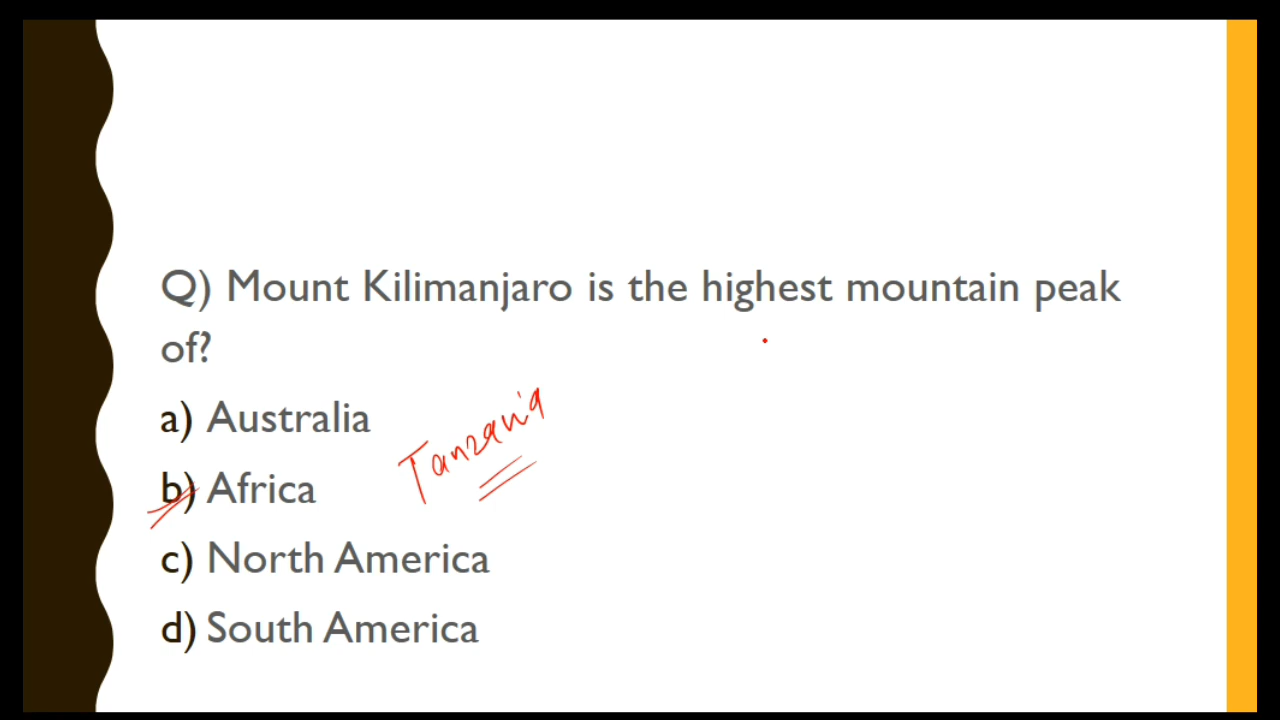 Q) Mount Kilimanjaro is the highest mountain peak
of?
a) Australia
Tanzania
b) Africa
c) North America
d) South America